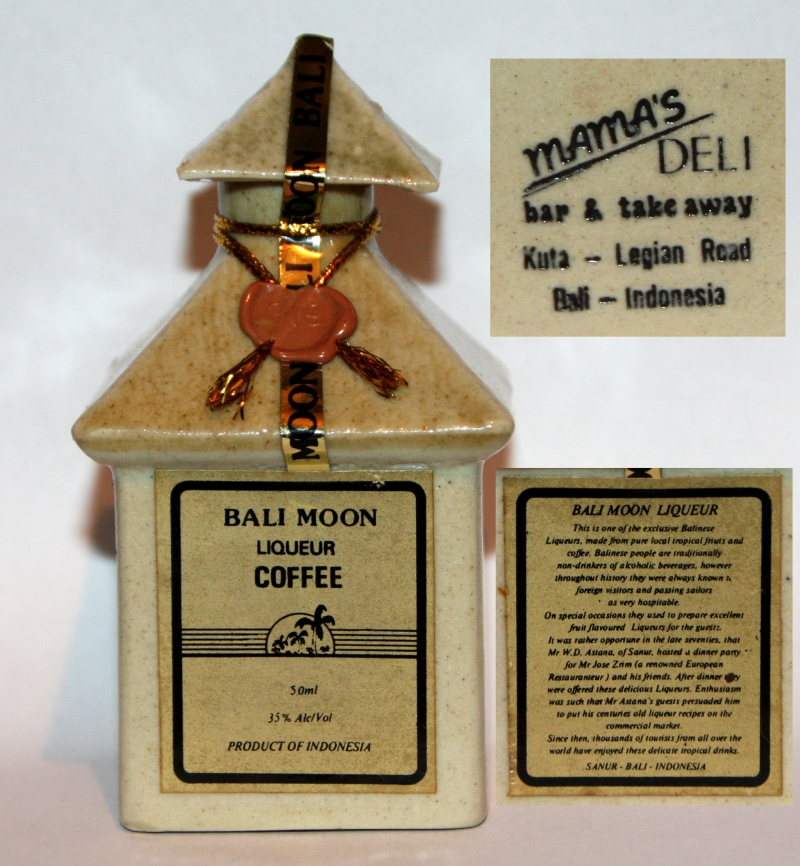 MOON BALI MOON BALI
BALI MOON
LIQUEUR
COFFEE
50ml
35% Alc/Vol
PRODUCT OF INDONESIA
MAMA'S
DELI
bar & take away
Kuta - Legian Road
Bali - Indonesia
BALI MOON LIQUEUR
This is one of the exclusive Balinese
Liqueurs, made from pure local tropical friuts and
coffee. Balinese people are traditionally
non-drinkers of alcoholic beverages, however
throughout history they were always known
foreign visitors and passing sailors
as very hospitable.
On special occasions they used to prepare excellent
fruit flavoured Liqueurs for the guests.
It was rather opportune in the late seventies, that
Mr W.D. Astana, of Sanur, hosted a dinner party
for Mr Jose Zrim (a renowned European
Restauranteur) and his friends. After dinner they
were offered these delicious Liqueurs. Enthusiasm
was such that Mr Astana's guests persuaded him
to put his centuries old liqueur recipes on the
commercial market.
Since then, thousands of tourists from all over the
world have enjoyed these delicate tropical drinks.
SANUR - BALI - INDONESIA